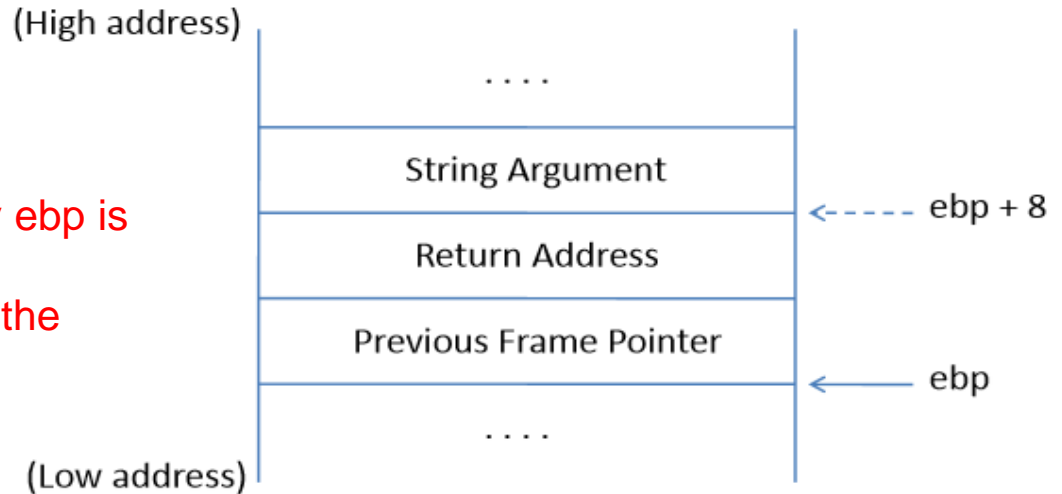 (High address)
. . . .
String Argument
ebp is
ebp + 8
Return Address
the
Previous Frame Pointer
ebp
. . . .
(Low address)